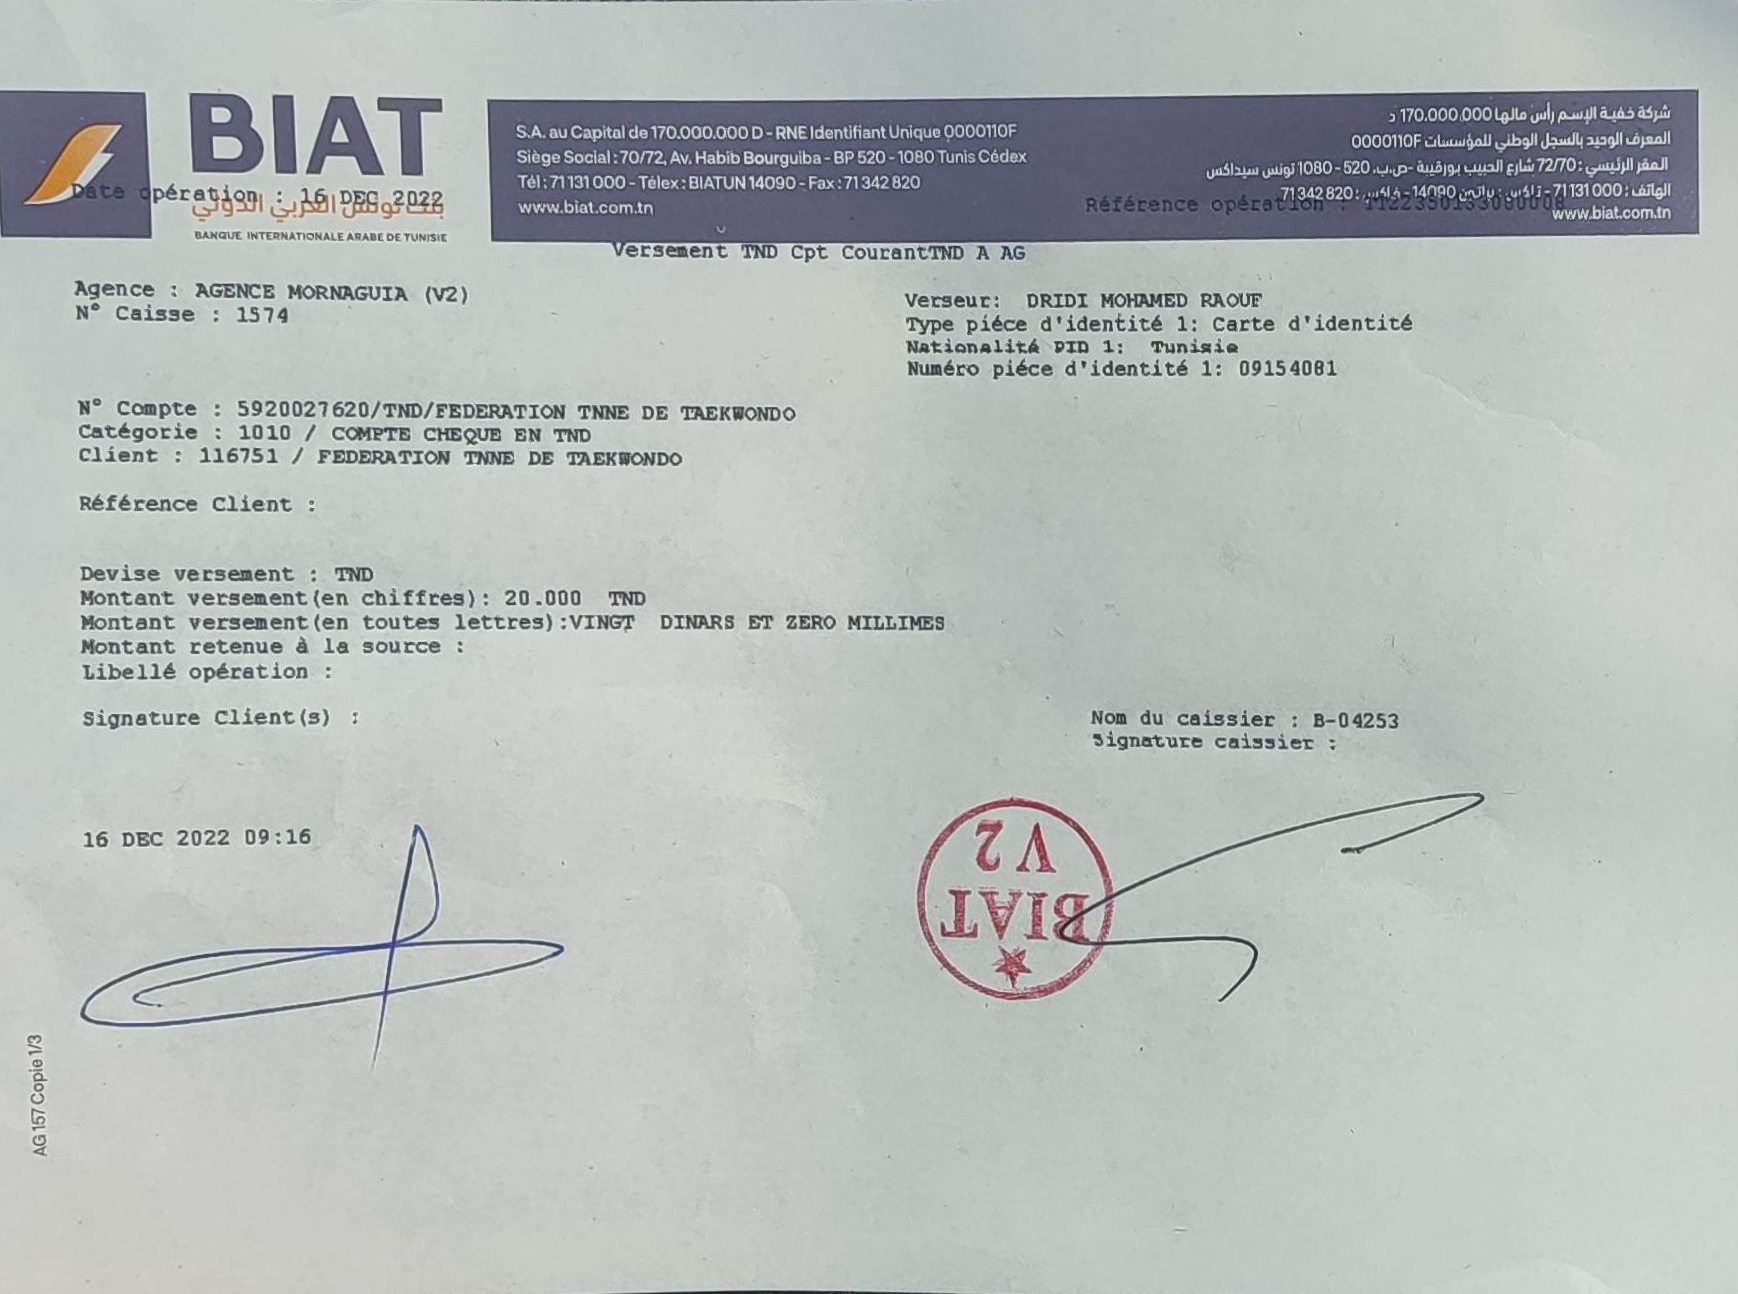 BIAT
بنك تونس العربي الدولي
BANQUE INTERNATIONALE ARABE DE TUNISIE
S.A. au Capital de 170.000.000 D - RNE Identifiant Unique 0000110F
Siège Social : 70/72, Av. Habib Bourguiba - BP 520 - 1080 Tunis Cédex
Tél : 71 131 000 - Télex : BIATUN 14090 - Fax : 71 342 820
www.biat.com.tn
شركة خفية الإسم رأس مالها 170.000.000 د
المعرف الوحيد بالسجل الوطني للمؤسسات 0000110F
المقر الرئيسي : 72/70 شارع الحبيب بورقيبة -ص.ب. 520 - 1080 تونس سيداكس
الهاتف : 71131000 - 14090 - فاكس : 71342820
www.biat.com.tn
Date opération : 16 DEC 2022
Référence opération :
Versement TND Cpt CourantTND A AG
Agence : AGENCE MORNAGUIA (V2)
N° Caisse : 1574
Verseur: DRIDI MOHAMED RAOUF
Type piéce d'identité 1: Carte d'identité
Nationalité PID 1: Tunisie
Numéro piéce d'identité 1: 09154081
N° Compte : 5920027620/TND/FEDERATION TNNE DE TAEKWONDO
Catégorie : 1010 / COMPTE CHEQUE EN TND
Client : 116751 / FEDERATION TNNE DE TAEKWONDO
Référence Client :
Devise versement : TND
Montant versement(en chiffres): 20.000 TND
Montant versement(en toutes lettres):VINGT DINARS ET ZERO MILLIMES
Montant retenue à la source :
Libellé opération :
Signature Client(s) :
Nom du caissier : B-04253
Signature caissier :
16 DEC 2022 09:16
BIAT
V2
AG 157 Copie 1/3